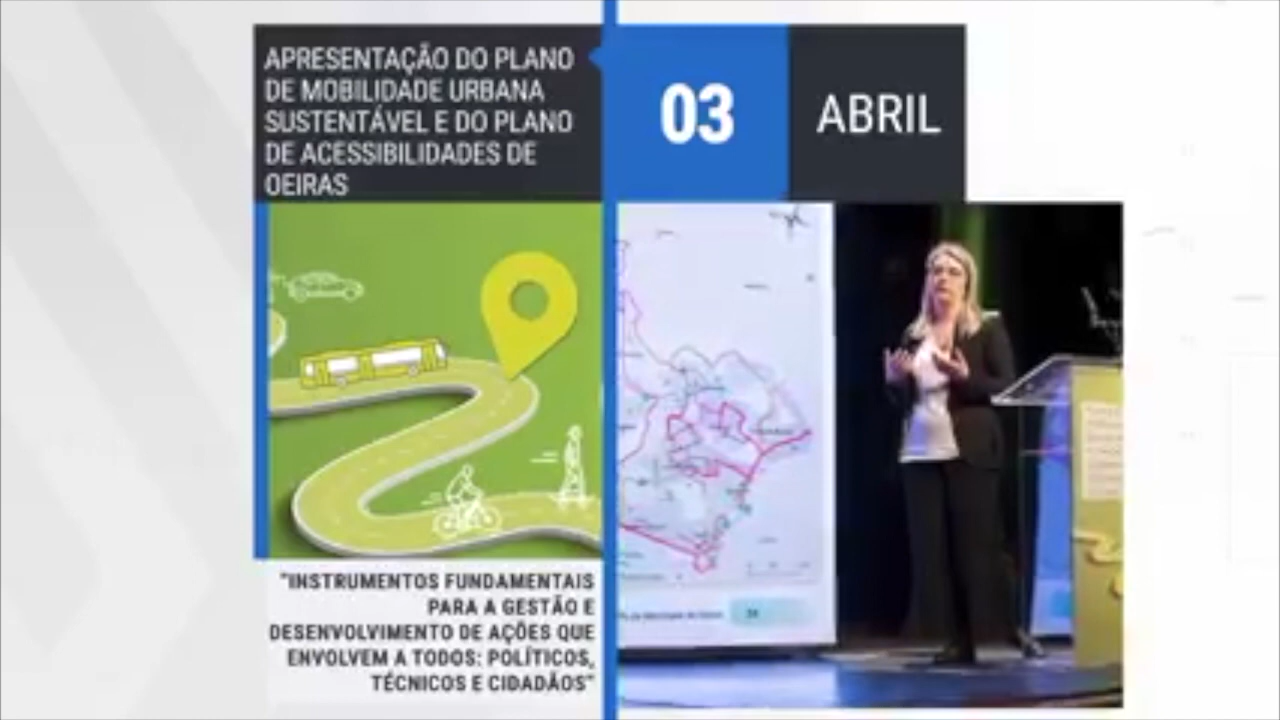 APRESENTAÇÃO DO PLANO
DE MOBILIDADE URBANA
SUSTENTÁVEL E DO PLANO
DE ACESSIBILIDADES DE
OEIRAS
03
ABRIL
"INSTRUMENTOS FUNDAMENTAIS
PARA A GESTÃO E
DESENVOLVIMENTO DE AÇÕES QUE
ENVOLVEM A TODOS: POLÍTICOS,
TÉCNICOS E CIDADÃOS"